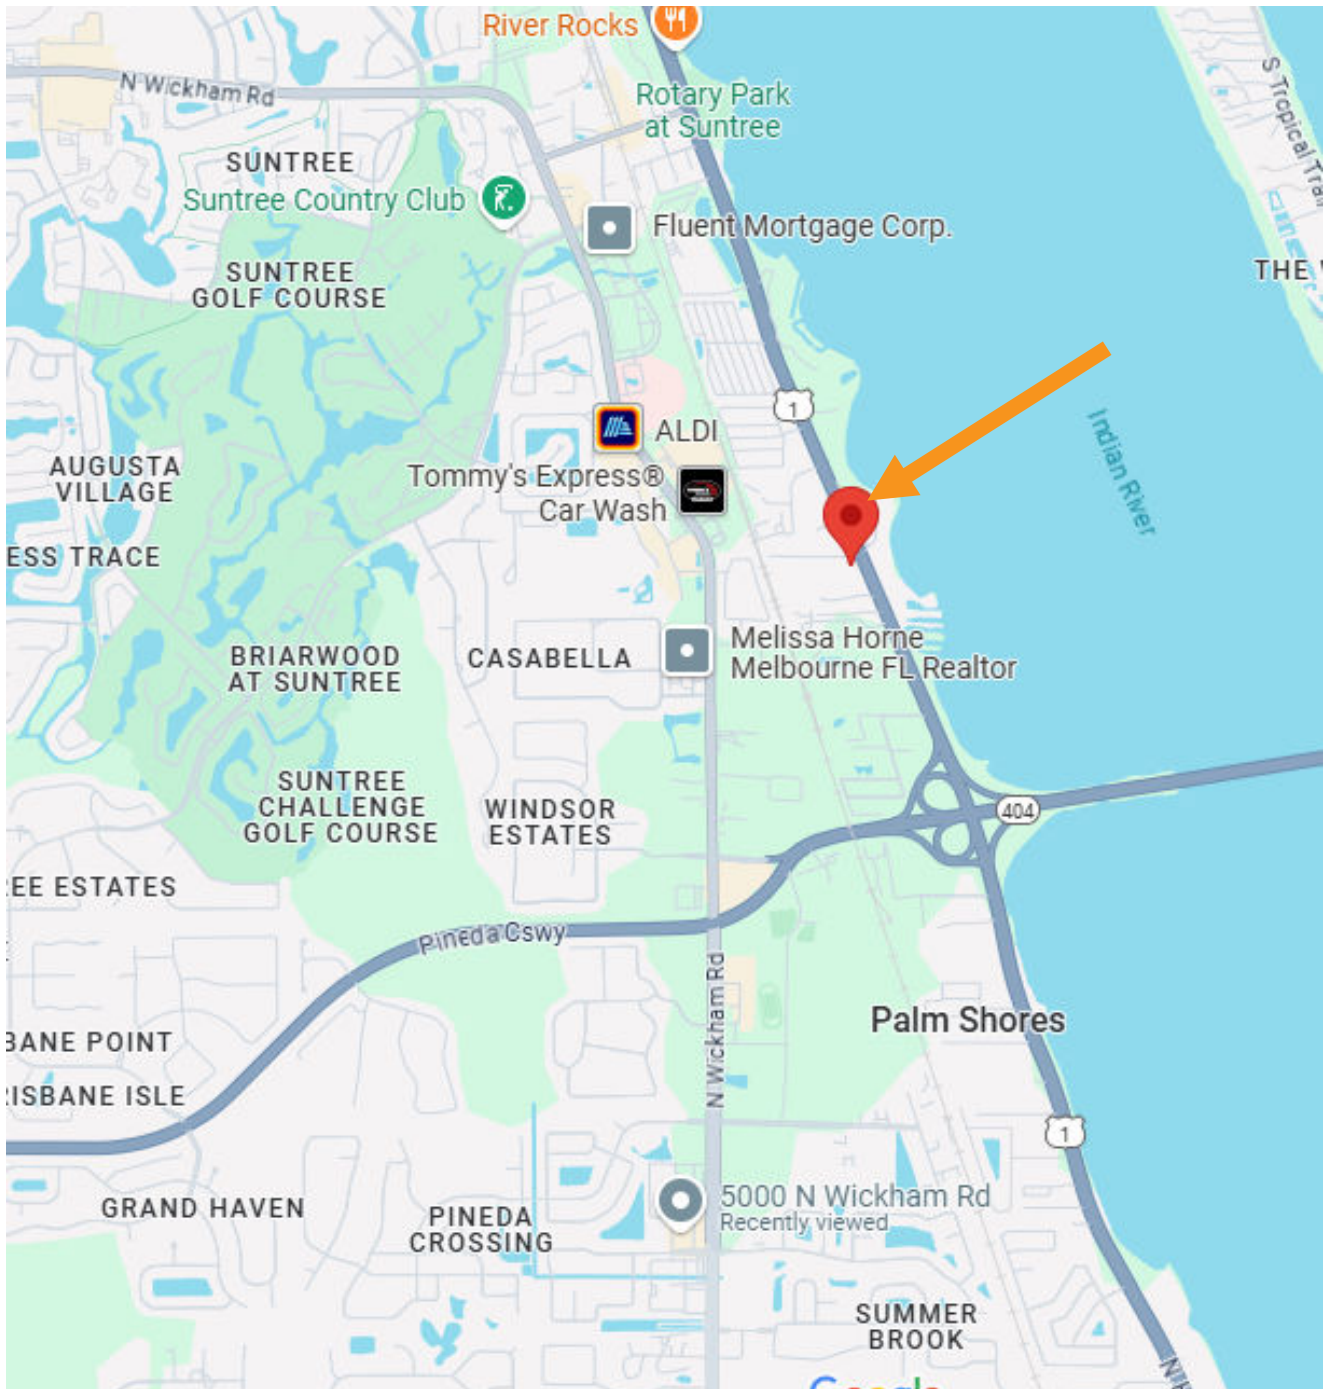 River Rocks
N Wickham Rd
Rotary Park
at Suntree
S Tropical Trail
SUNTREE
Suntree Country Club
Fluent Mortgage Corp.
SUNTREE
GOLF COURSE
THE
1
ALDI
Indian River
AUGUSTA
VILLAGE
Tommy's Express®
Car Wash
ESS TRACE
Melissa Horne
Melbourne FL Realtor
BRIARWOOD
AT SUNTREE
CASABELLA
SUNTREE
CHALLENGE
GOLF COURSE
WINDSOR
ESTATES
404
EE ESTATES
Pineda Cswy
N Wickham Rd
Palm Shores
BANE POINT
ISBANE ISLE
1
GRAND HAVEN
PINEDA
CROSSING
5000 N Wickham Rd
Recently viewed
SUMMER
BROOK
Google